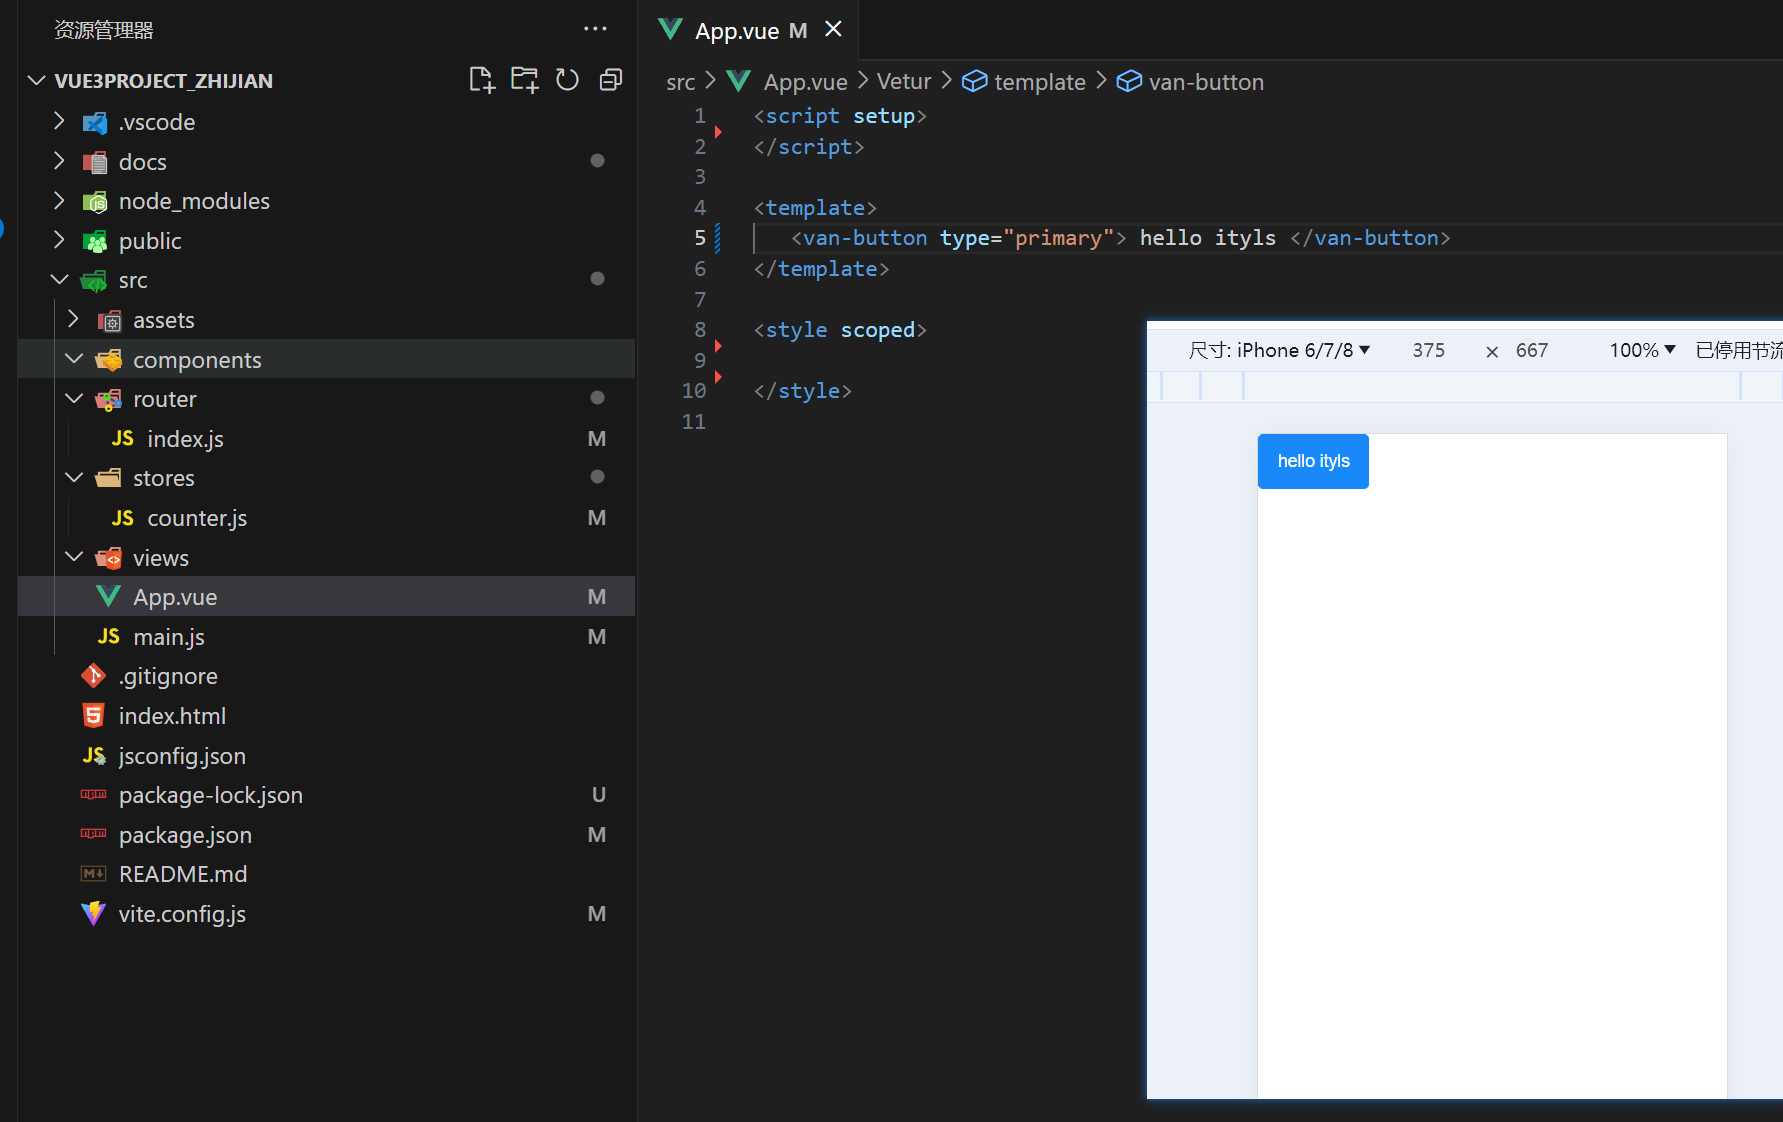 资源管理器
VUE3PROJECT_ZHIJIAN
.vscode
docs
node_modules
public
src
assets
components
router
JS index.js M
stores
JS counter.js M
views
App.vue M
JS main.js M
.gitignore
index.html
JS jsconfig.json
package-lock.json U
package.json M
README.md
vite.config.js M
App.vue M
src > App.vue > Vetur > template > van-button
1 <script setup>
2 </script>
3
4 <template>
5 <van-button type="primary"> hello ityls </van-button>
6 </template>
7
8 <style scoped>
9
10 </style>
11
尺寸: iPhone 6/7/8 375 × 667 100% 已停用节流
hello ityls